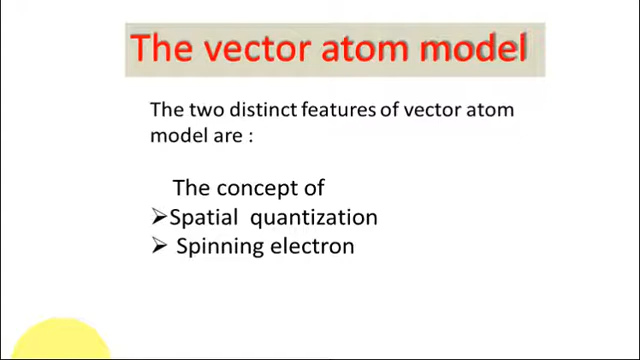 The vector atom model
The two distinct features of vector atom
model are :
The concept of
➢Spatial quantization
➢ Spinning electron